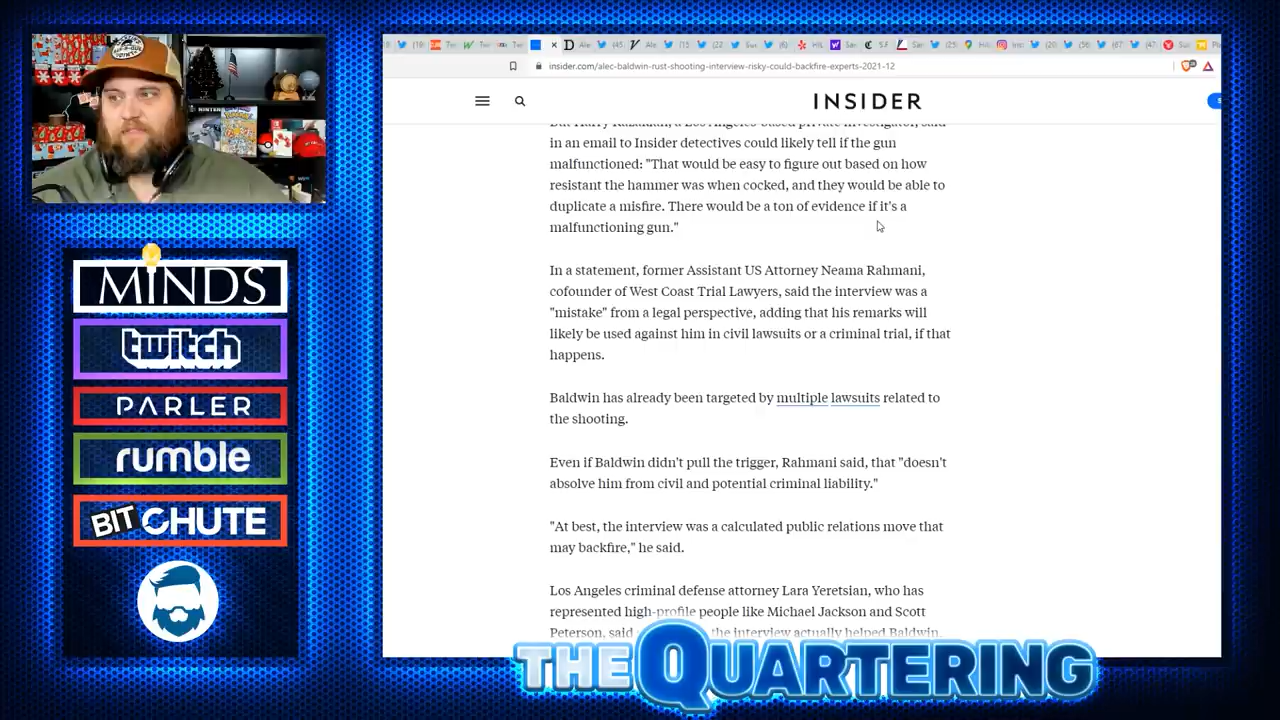 insider.com/alec-baldwin-rust-shooting-interview-risky-could-backfire-experts-2021-12
INSIDER
in an email to Insider detectives could likely tell if the gun
malfunctioned: "That would be easy to figure out based on how
resistant the hammer was when cocked, and they would be able to
duplicate a misfire. There would be a ton of evidence if it's a
malfunctioning gun."
In a statement, former Assistant US Attorney Neama Rahmani,
cofounder of West Coast Trial Lawyers, said the interview was a
"mistake" from a legal perspective, adding that his remarks will
likely be used against him in civil lawsuits or a criminal trial, if that
happens.
Baldwin has already been targeted by multiple lawsuits related to
the shooting.
Even if Baldwin didn't pull the trigger, Rahmani said, that "doesn't
absolve him from civil and potential criminal liability."
"At best, the interview was a calculated public relations move that
may backfire," he said.
Los Angeles criminal defense attorney Lara Yeretsian, who has
represented high-profile people like Michael Jackson and Scott
Peterson, said the interview actually helped Baldwin.
MINDS
twitch
PARLER
rumble
BITCHUTE
THE QUARTERING